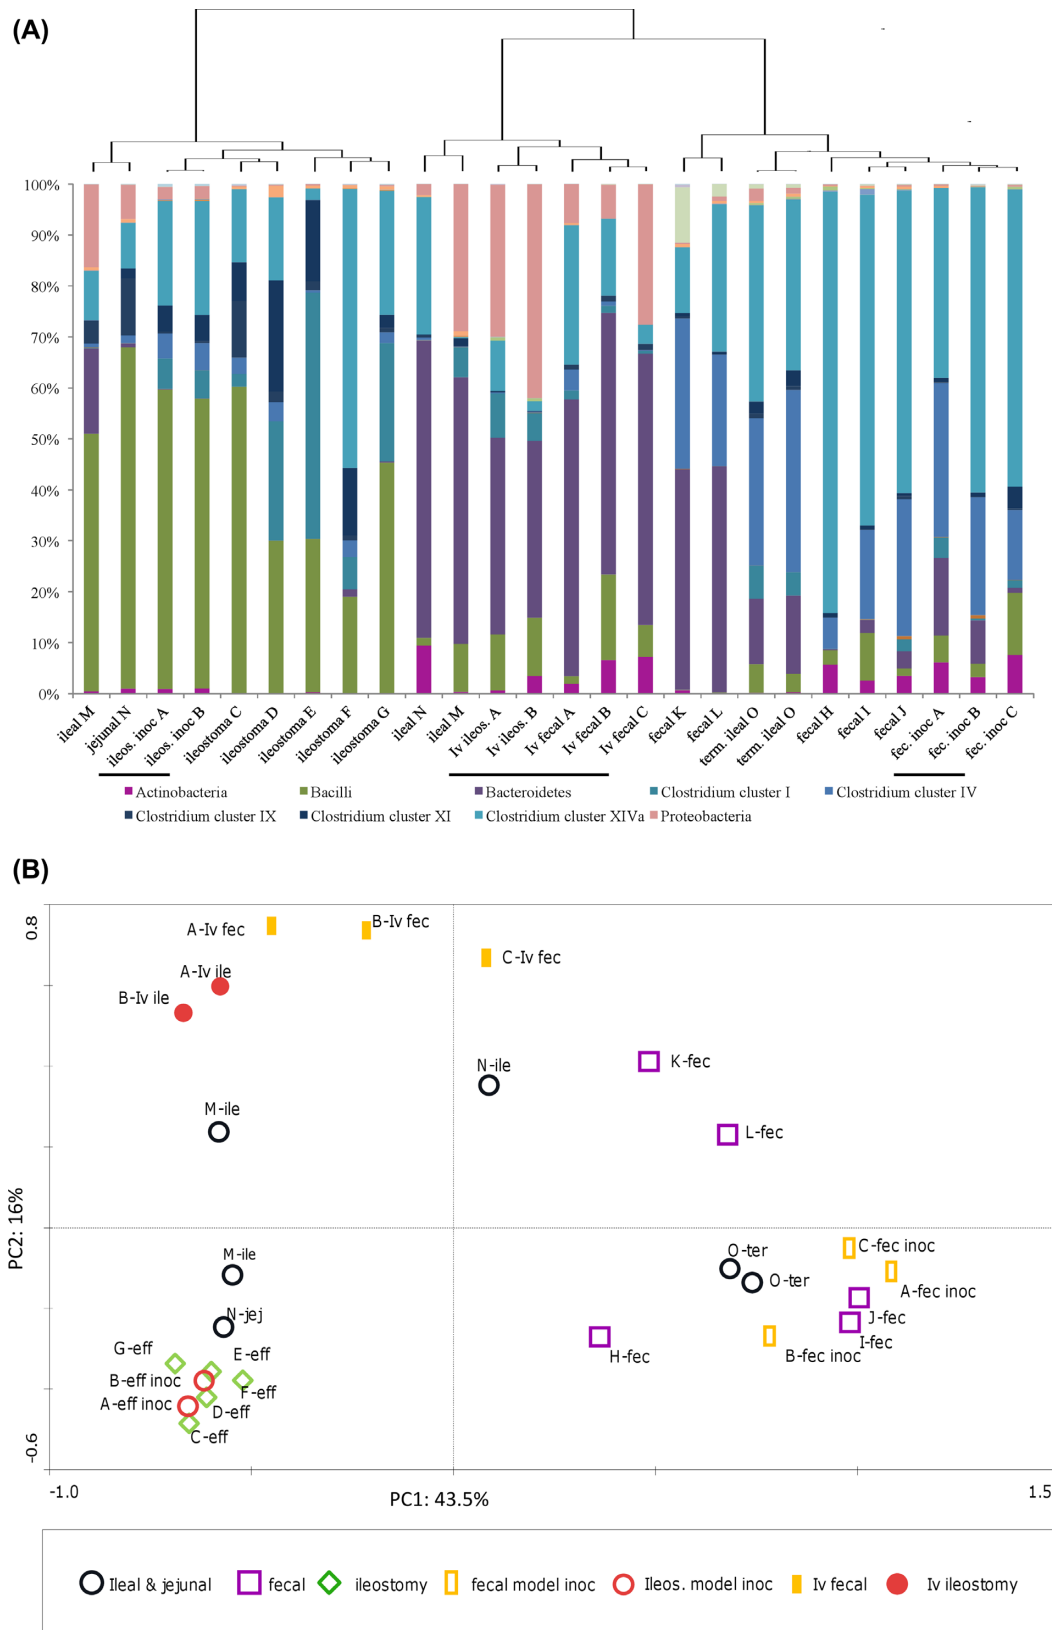 (A)
100%
90%
80%
70%
60%
50%
40%
30%
20%
10%
0%
ileal M
jejunal N
ileos. inoc A
ileos. inoc B
ileostoma C
ileostoma D
ileostoma E
ileostoma F
ileostoma G
ileal N
ileal M
Iv ileos. A
Iv ileos. B
Iv fecal A
Iv fecal B
Iv fecal C
fecal K
fecal L
term. ileal O
term. ileal O
fecal H
fecal I
fecal J
fec. inoc A
fec. inoc B
fec. inoc C
Actinobacteria Bacilli Bacteroidetes Clostridium cluster I Clostridium cluster IV
Clostridium cluster IX Clostridium cluster XI Clostridium cluster XIVa Proteobacteria
(B)
0.8
A-Iv fec
B-Iv fec
C-Iv fec
A-Iv ile
B-Iv ile
N-ile
K-fec
M-ile
L-fec
PC2: 16%
M-ile
O-ter
C-fec inoc
O-ter
A-fec inoc
N-jej
J-fec
I-fec
G-eff
E-eff
H-fec
B-fec inoc
B-eff inoc
F-eff
A-eff inoc
D-eff
C-eff
-0.6
-1.0
PC1: 43.5%
1.5
Ileal & jejunal fecal ileostomy fecal model inoc Ileos. model inoc Iv fecal Iv ileostomy